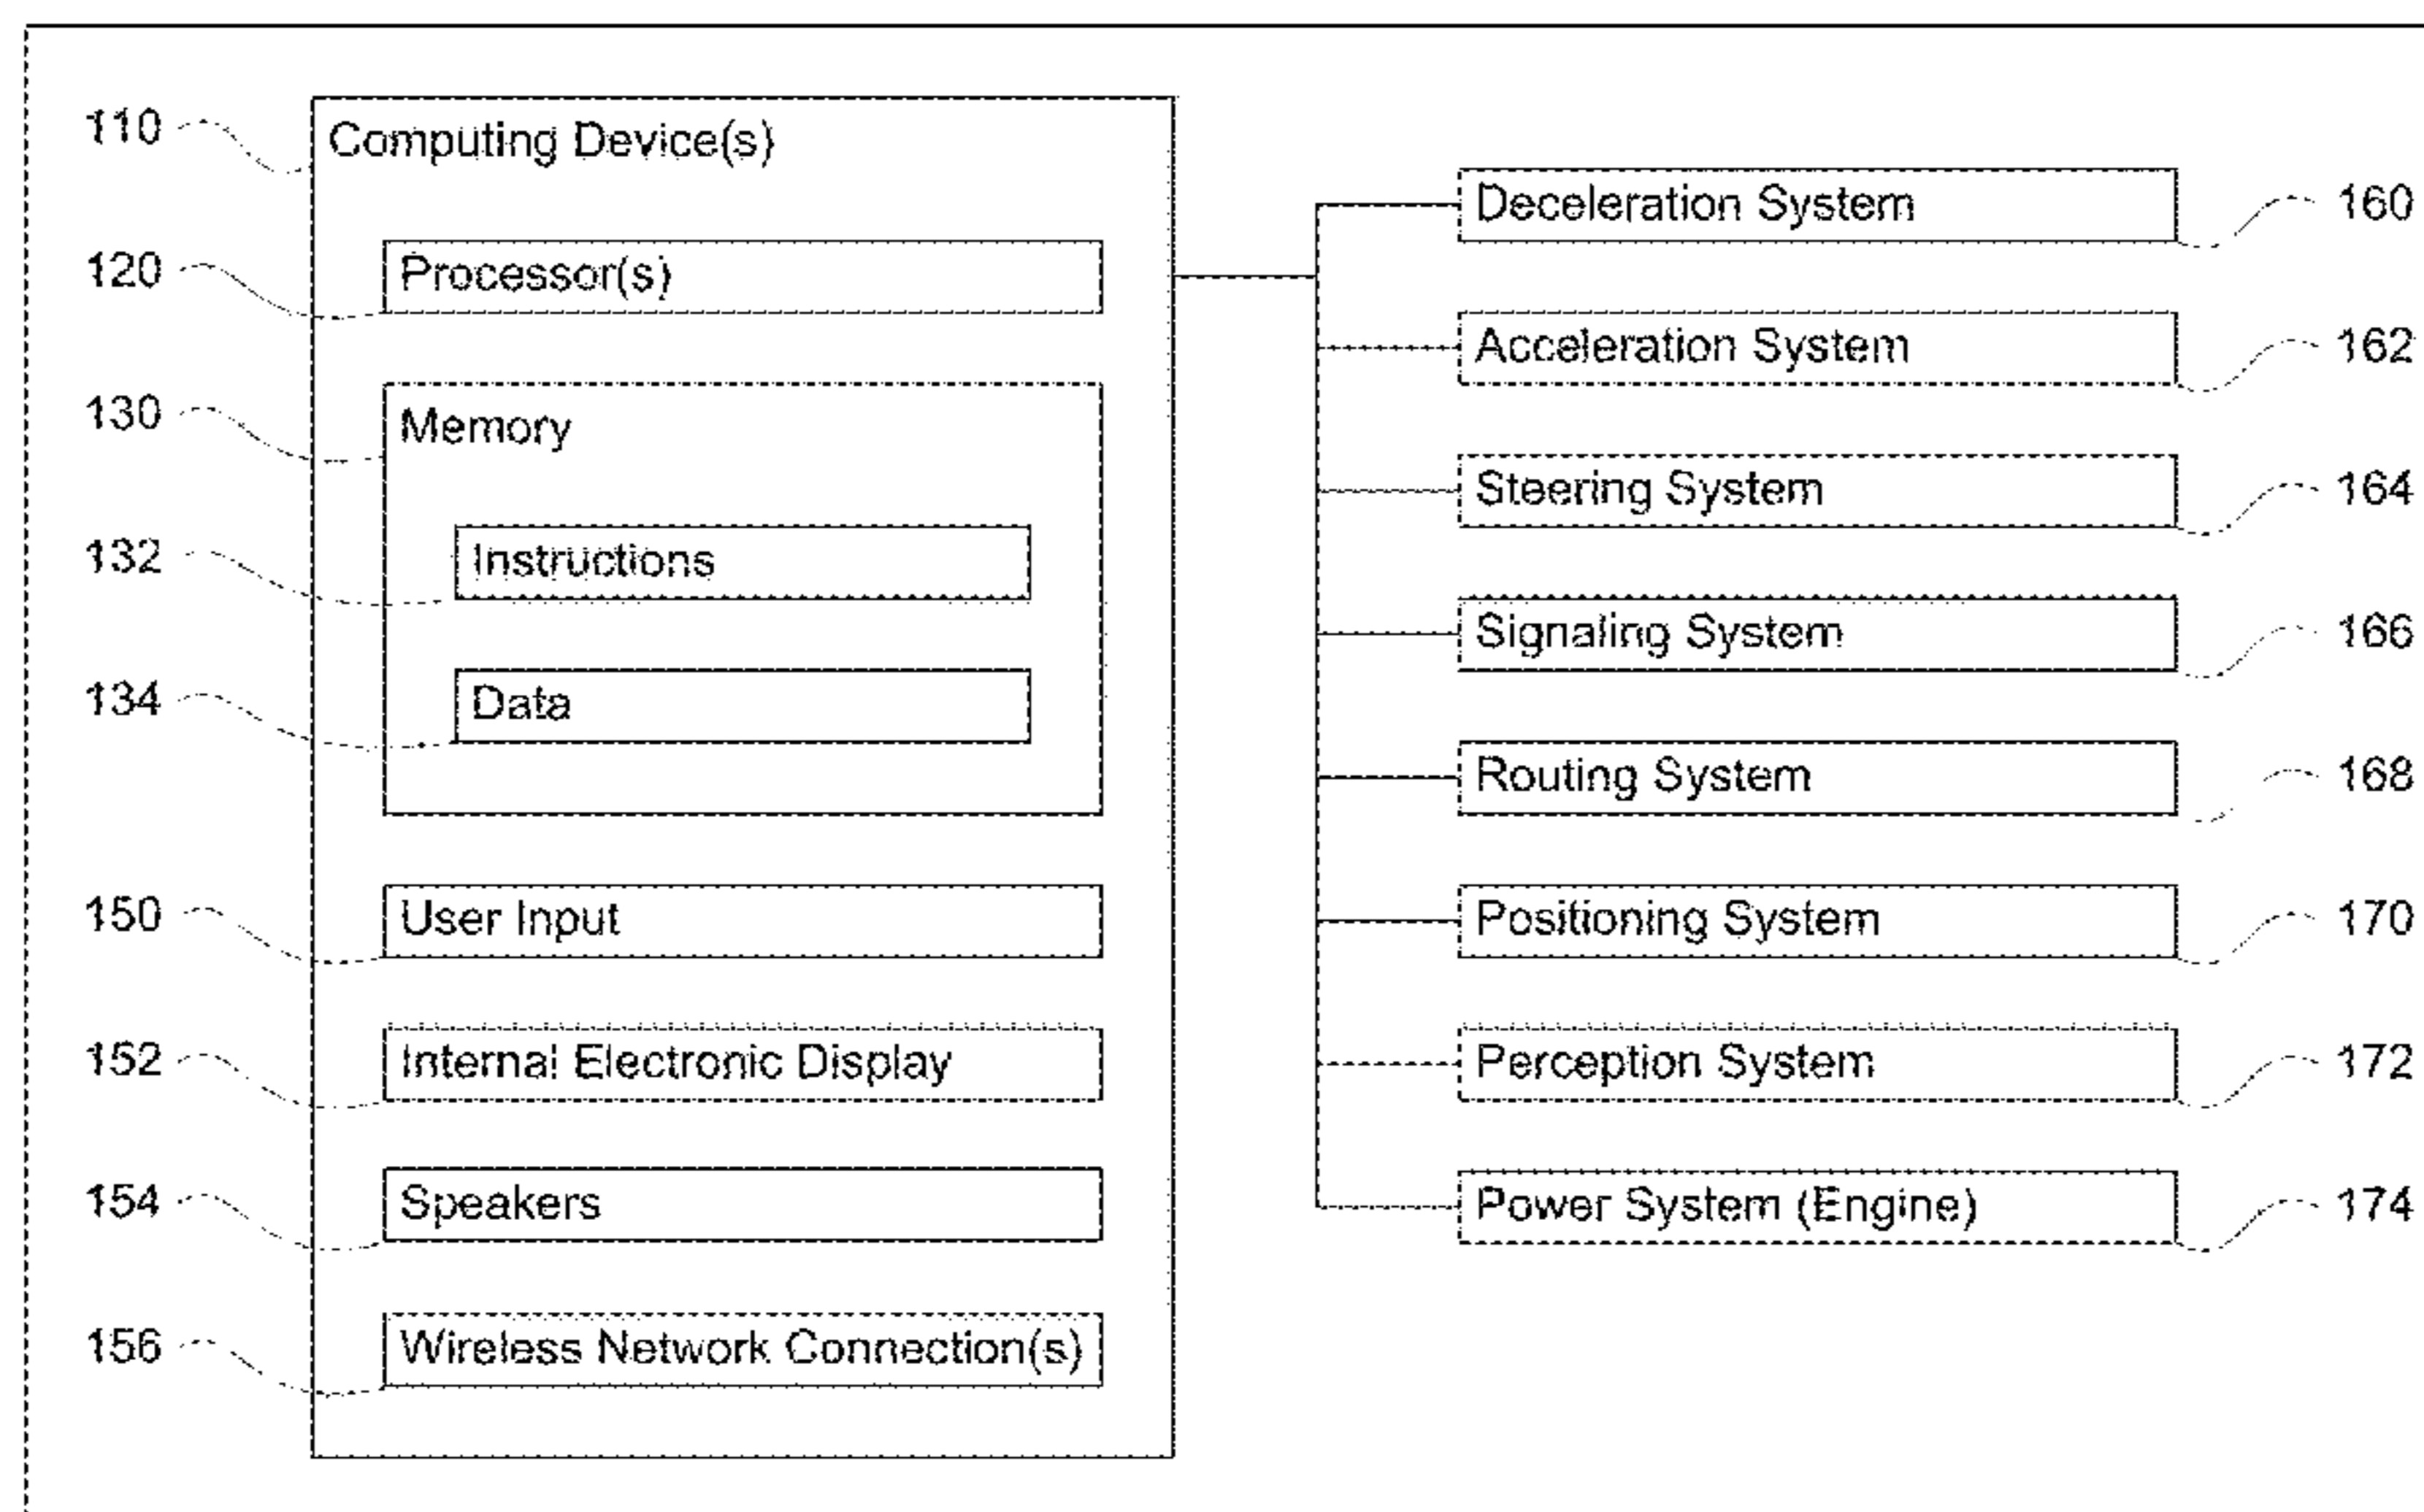 110 Computing Device(s)
120 Processor(s)
130 Memory
132 Instructions
134 Data
150 User Input
152 Internal Electronic Display
154 Speakers
156 Wireless Network Connection(s)
Deceleration System 160
Acceleration System 162
Steering System 164
Signaling System 166
Routing System 168
Positioning System 170
Perception System 172
Power System (Engine) 174